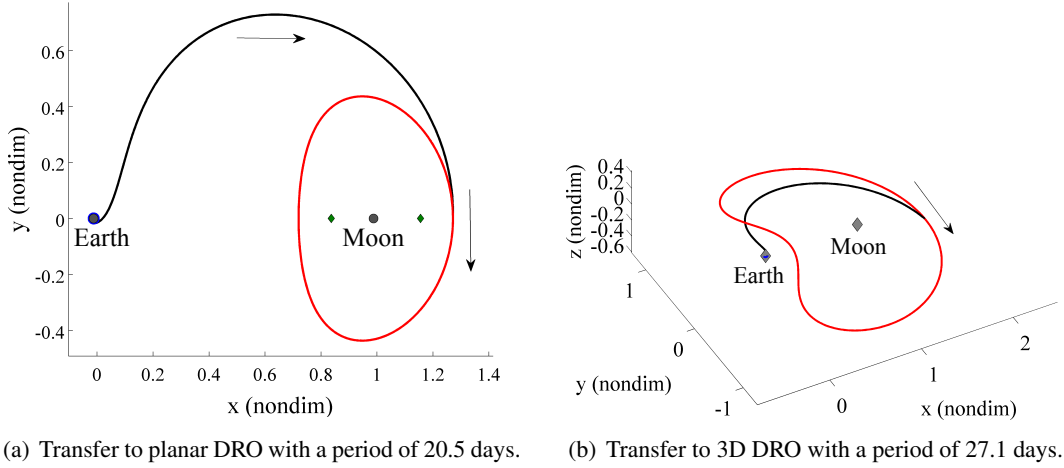 0.6
0.4
0.2
0
-0.2
-0.4
y (nondim)
Earth
Moon
0 0.2 0.4 0.6 0.8 1 1.2 1.4
x (nondim)
(a) Transfer to planar DRO with a period of 20.5 days.
0.4
0.2
0
-0.2
-0.4
-0.6
z (nondim)
Moon
Earth
1
0
-1
y (nondim)
0 1 2
x (nondim)
(b) Transfer to 3D DRO with a period of 27.1 days.